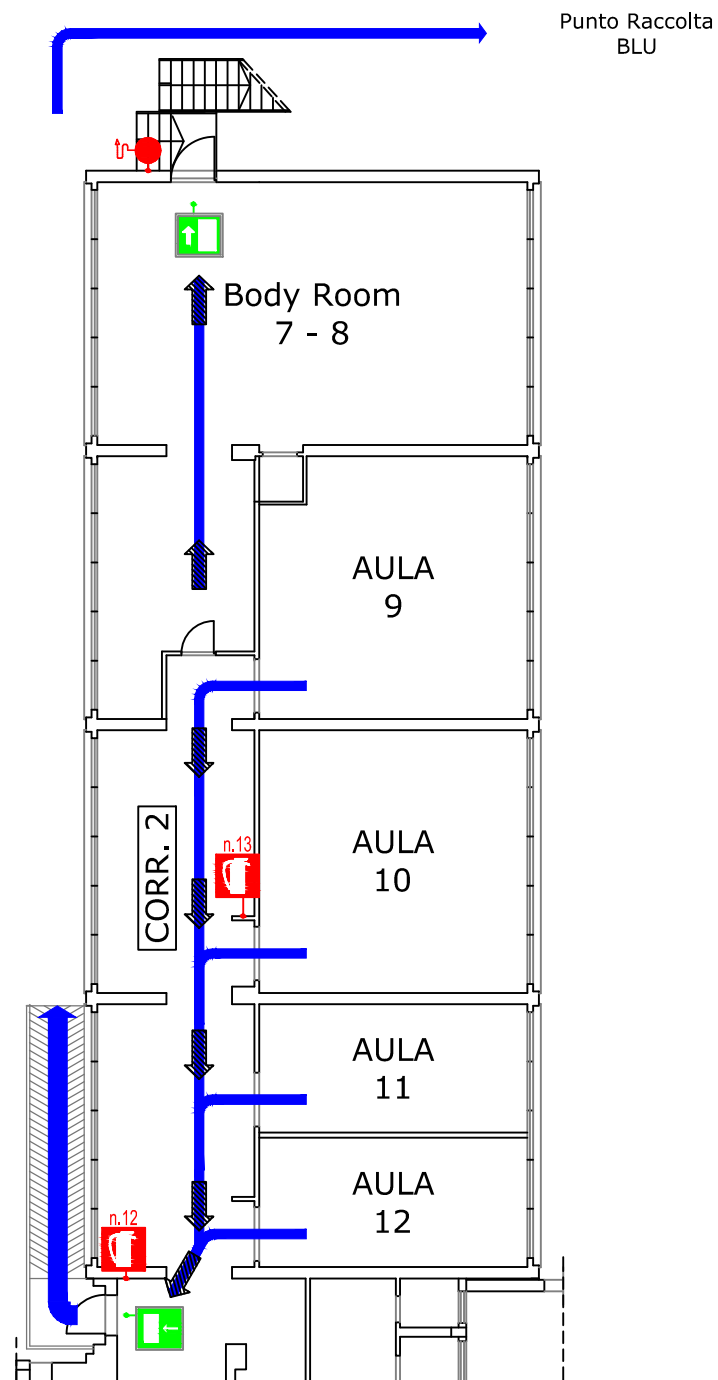 Punto Raccolta
BLU
Body Room
7 - 8
AULA
9
n.13
AULA
10
CORR. 2
AULA
11
AULA
12
n.12